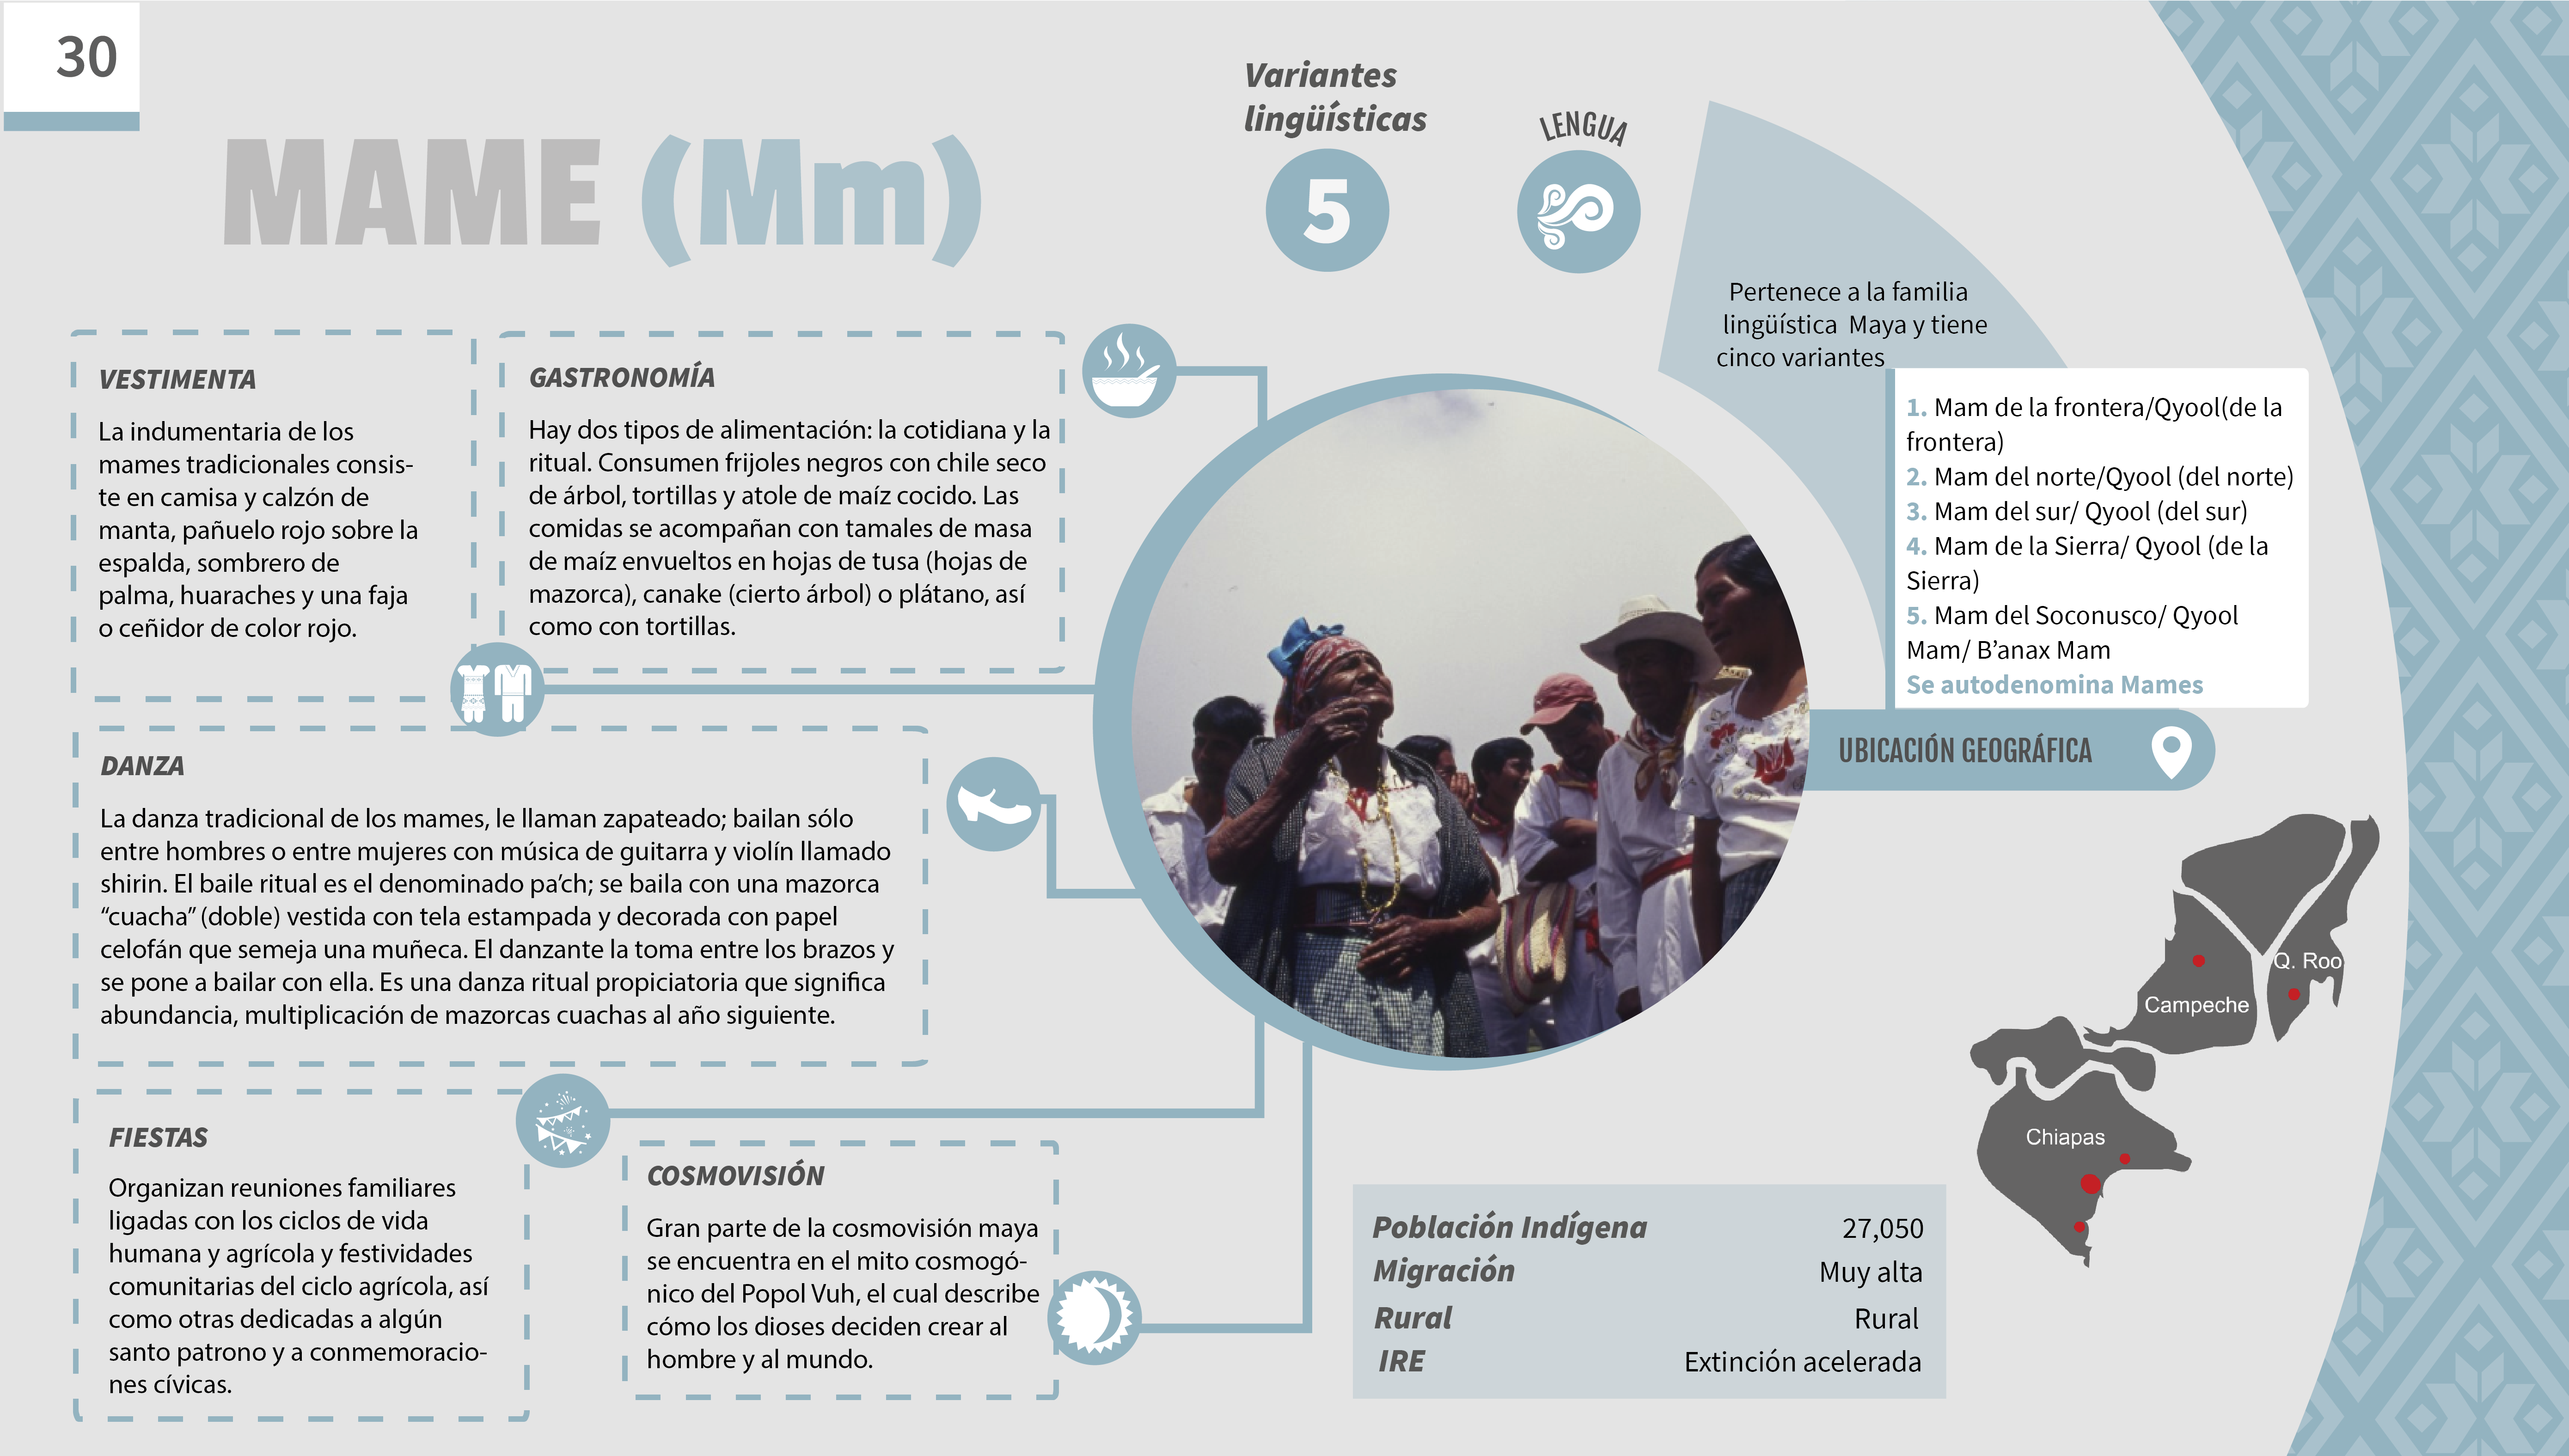 30
MAME (Mm)
Variantes
lingüísticas
5
LENGUA
Pertenece a la familia
lingüística Maya y tiene
cinco variantes
1. Mam de la frontera/Qyool(de la
frontera)
2. Mam del norte/Qyool (del norte)
3. Mam del sur/ Qyool (del sur)
4. Mam de la Sierra/ Qyool (de la
Sierra)
5. Mam del Soconusco/ Qyool
Mam/ B’anax Mam
Se autodenomina Mames
VESTIMENTA
La indumentaria de los
mames tradicionales consis-
te en camisa y calzón de
manta, pañuelo rojo sobre la
espalda, sombrero de
palma, huaraches y una faja
o ceñidor de color rojo.
GASTRONOMÍA
Hay dos tipos de alimentación: la cotidiana y la
ritual. Consumen frijoles negros con chile seco
de árbol, tortillas y atole de maíz cocido. Las
comidas se acompañan con tamales de masa
de maíz envueltos en hojas de tusa (hojas de
mazorca), canake (cierto árbol) o plátano, así
como con tortillas.
DANZA
La danza tradicional de los mames, le llaman zapateado; bailan sólo
entre hombres o entre mujeres con música de guitarra y violín llamado
shirin. El baile ritual es el denominado pa’ch; se baila con una mazorca
“cuacha” (doble) vestida con tela estampada y decorada con papel
celofán que semeja una muñeca. El danzante la toma entre los brazos y
se pone a bailar con ella. Es una danza ritual propiciatoria que significa
abundancia, multiplicación de mazorcas cuachas al año siguiente.
UBICACIÓN GEOGRÁFICA
Q. Roo
Campeche
Chiapas
FIESTAS
Organizan reuniones familiares
ligadas con los ciclos de vida
humana y agrícola y festividades
comunitarias del ciclo agrícola, así
como otras dedicadas a algún
santo patrono y a conmemoracio-
nes cívicas.
COSMOVISIÓN
Gran parte de la cosmovisión maya
se encuentra en el mito cosmogó-
nico del Popol Vuh, el cual describe
cómo los dioses deciden crear al
hombre y al mundo.
Población Indígena 27,050
Migración Muy alta
Rural Rural
IRE Extinción acelerada